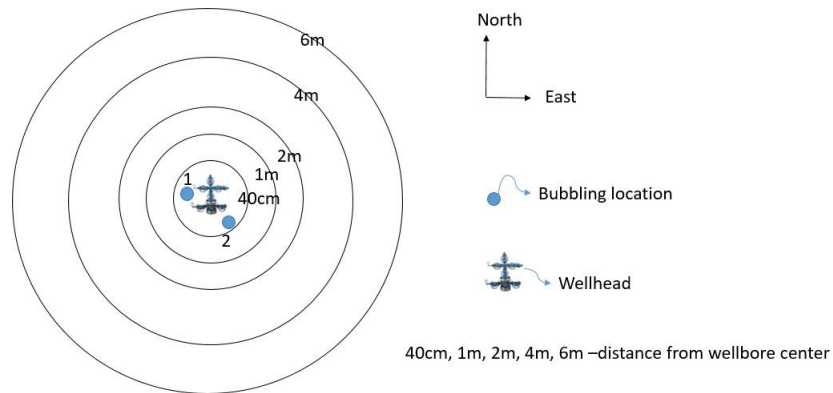 6m
4m
2m
1m
40cm
1
2
North
East
Bubbling location
Wellhead
40cm, 1m, 2m, 4m, 6m –distance from wellbore center